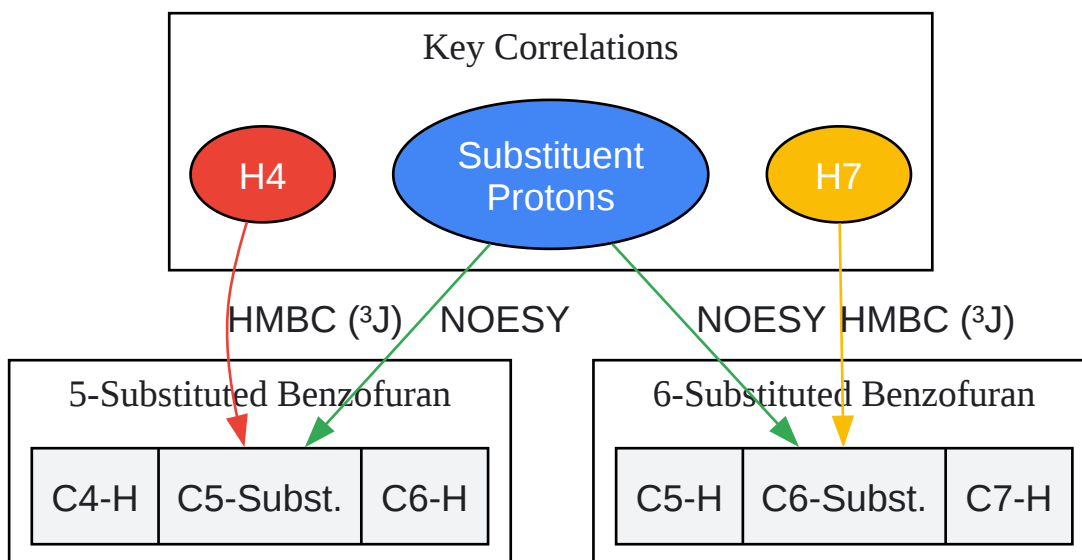 Key Correlations
H4
Substituent
Protons
H7
HMBC (³J)
NOESY
NOESY
HMBC (³J)
5-Substituted Benzofuran
6-Substituted Benzofuran
C4-H
C5-Subst.
C6-H
C5-H
C6-Subst.
C7-H